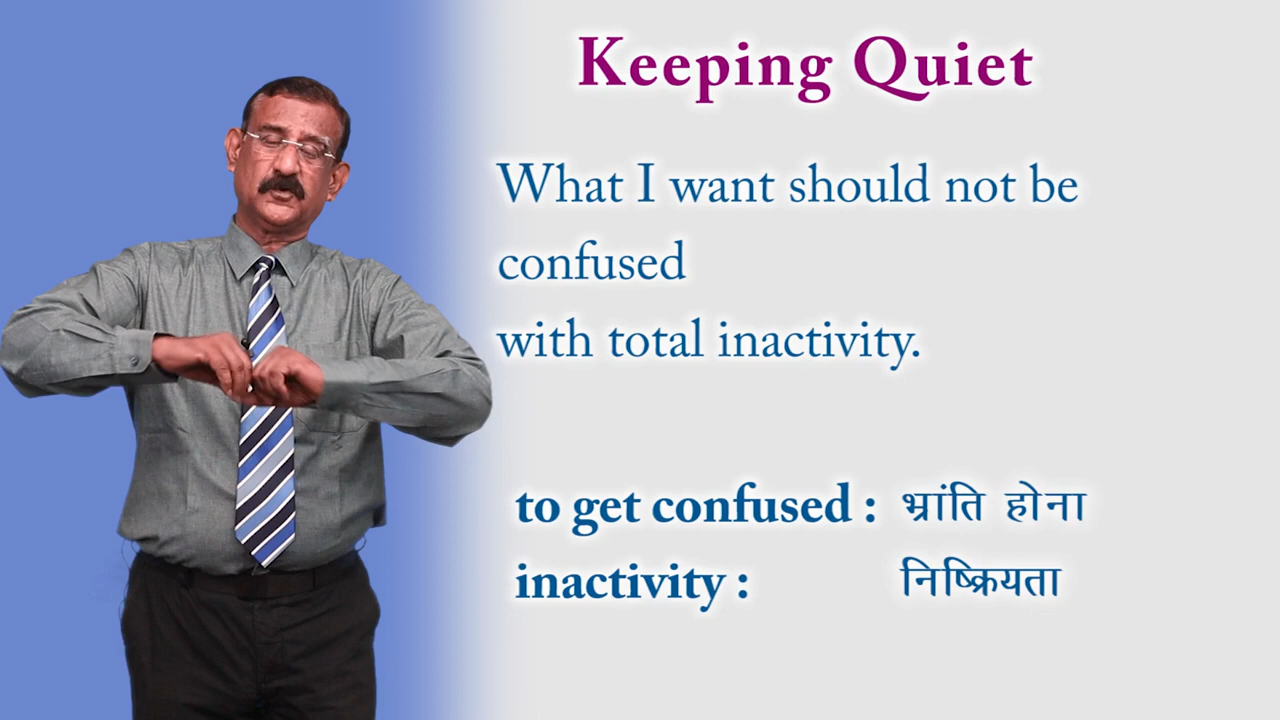 Keeping Quiet
What I want should not be
confused
with total inactivity.
to get confused : भ्रांति होना
inactivity : निष्क्रियता